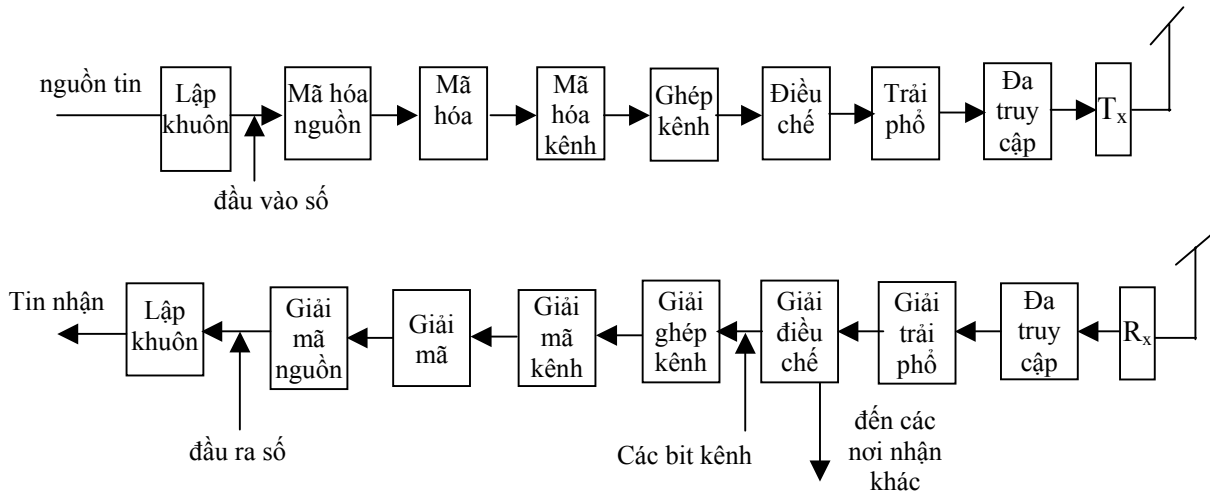 nguồn tin
Lập
khuôn
Mã hóa
nguồn
Mã
hóa
Mã
hóa
kênh
Ghép
kênh
Điều
chế
Trải
phổ
Đa
truy
cập
Tx
đầu vào số
Tin nhận
Lập
khuôn
Giải
mã
nguồn
Giải
mã
Giải
mã
kênh
Giải
ghép
kênh
Giải
điều
chế
Giải
trải
phổ
Đa
truy
cập
Rx
đầu ra số
Các bit kênh
đến các
nơi nhận
khác